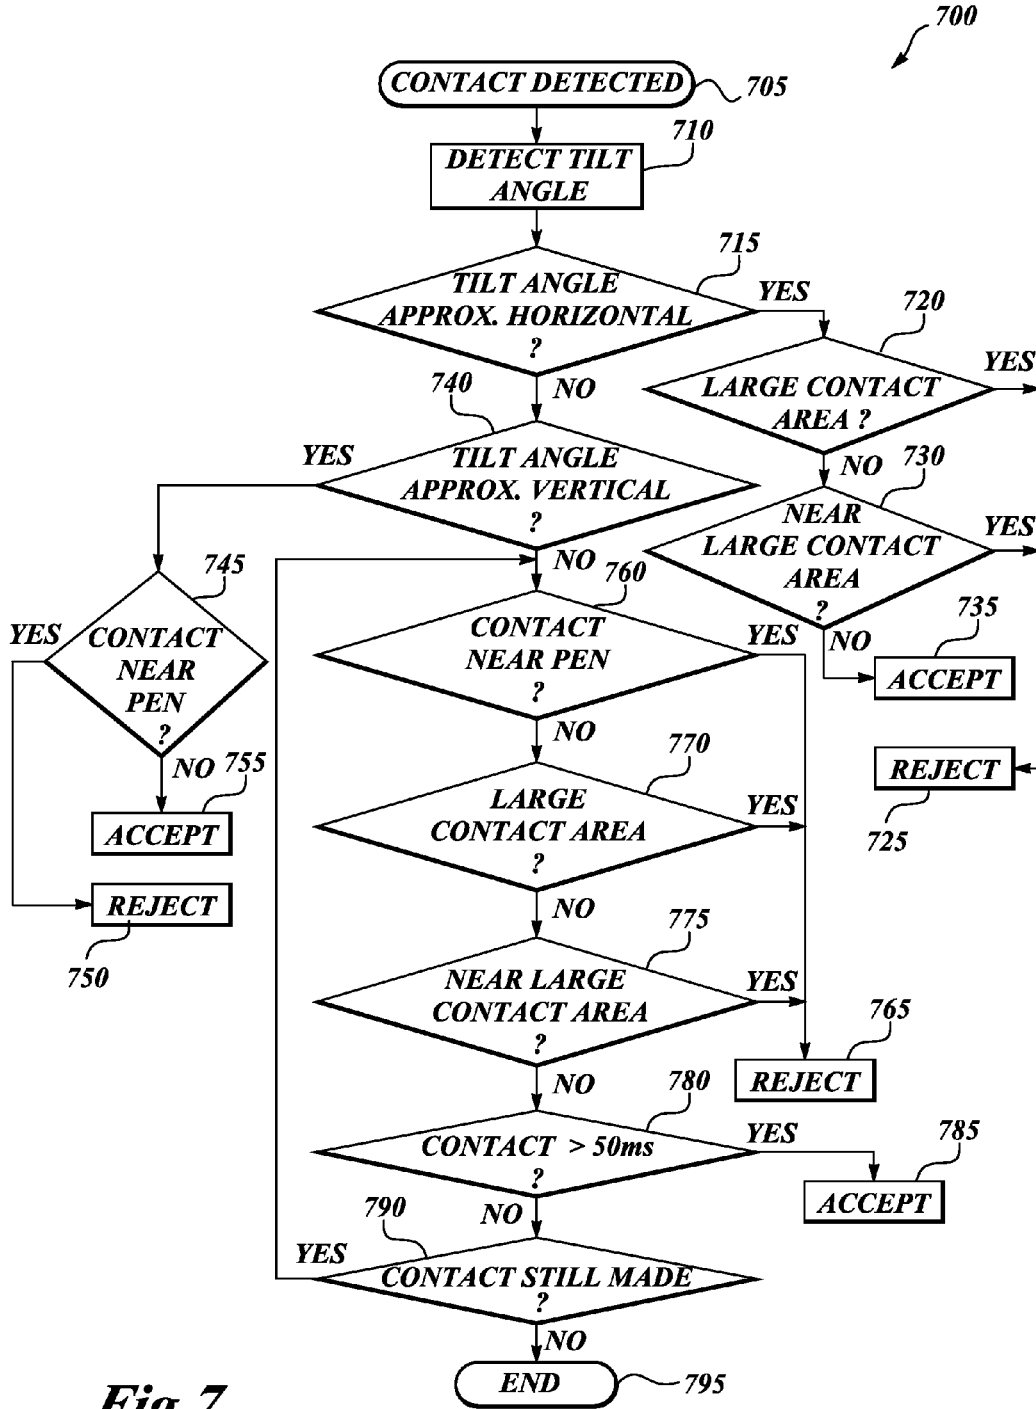 700
CONTACT DETECTED
705
710
DETECT TILT
ANGLE
715
TILT ANGLE
APPROX. HORIZONTAL
?
YES
720
LARGE CONTACT
AREA ?
YES
NO
740
NO
730
YES
TILT ANGLE
APPROX. VERTICAL
?
NEAR
LARGE CONTACT
AREA
?
YES
NO
745
760
YES
CONTACT
NEAR
PEN
?
CONTACT
NEAR PEN
?
YES
NO
735
ACCEPT
NO
755
NO
770
REJECT
725
ACCEPT
LARGE
CONTACT AREA
?
YES
REJECT
750
NO
775
NEAR LARGE
CONTACT AREA
?
YES
765
REJECT
NO
780
CONTACT > 50ms
?
YES
785
ACCEPT
NO
790
YES
CONTACT STILL MADE
?
NO
END
795
Fig. 7